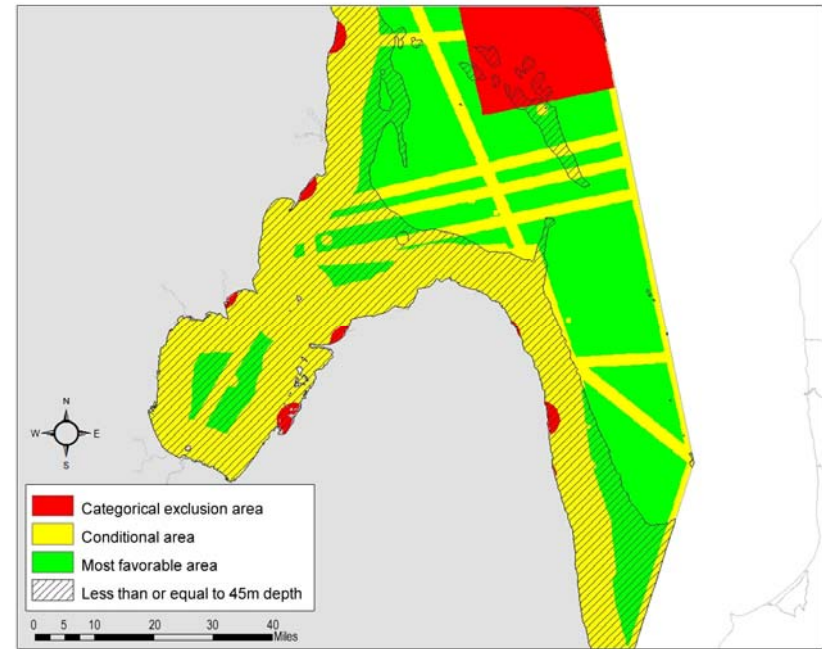 N
W E
S
Categorical exclusion area
Conditional area
Most favorable area
Less than or equal to 45m depth
0 5 10 20 30 40
Miles